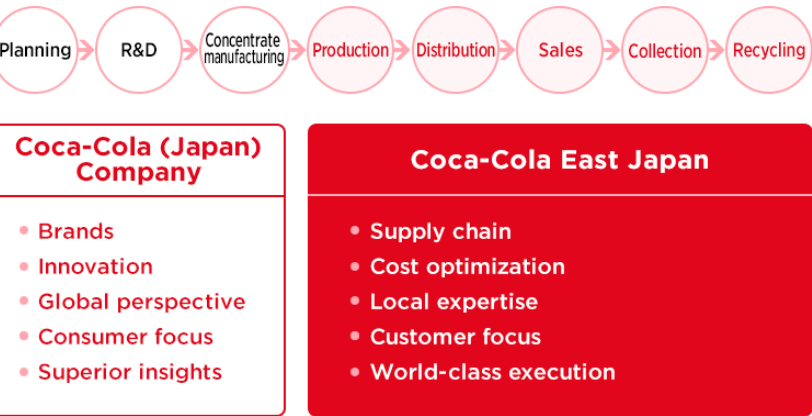 Planning
R&D
Concentrate
manufacturing
Production
Distribution
Sales
Collection
Recycling
Coca-Cola (Japan)
Company
• Brands
• Innovation
• Global perspective
• Consumer focus
• Superior insights
Coca-Cola East Japan
• Supply chain
• Cost optimization
• Local expertise
• Customer focus
• World-class execution